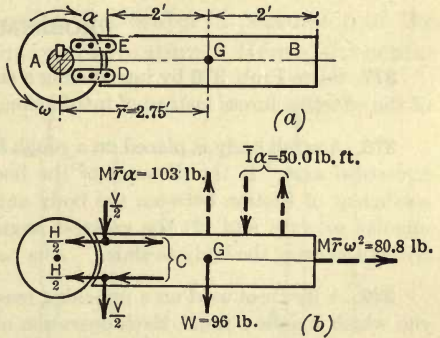 α 2′ 2′
E
A G B
D
ω r̄=2.75′ (a)
Mr̄α=103 lb. Īα=50.0 lb. ft.
V/2
H/2 C Mr̄ω²=80.8 lb.
H/2 G
V/2 W=96 lb. (b)